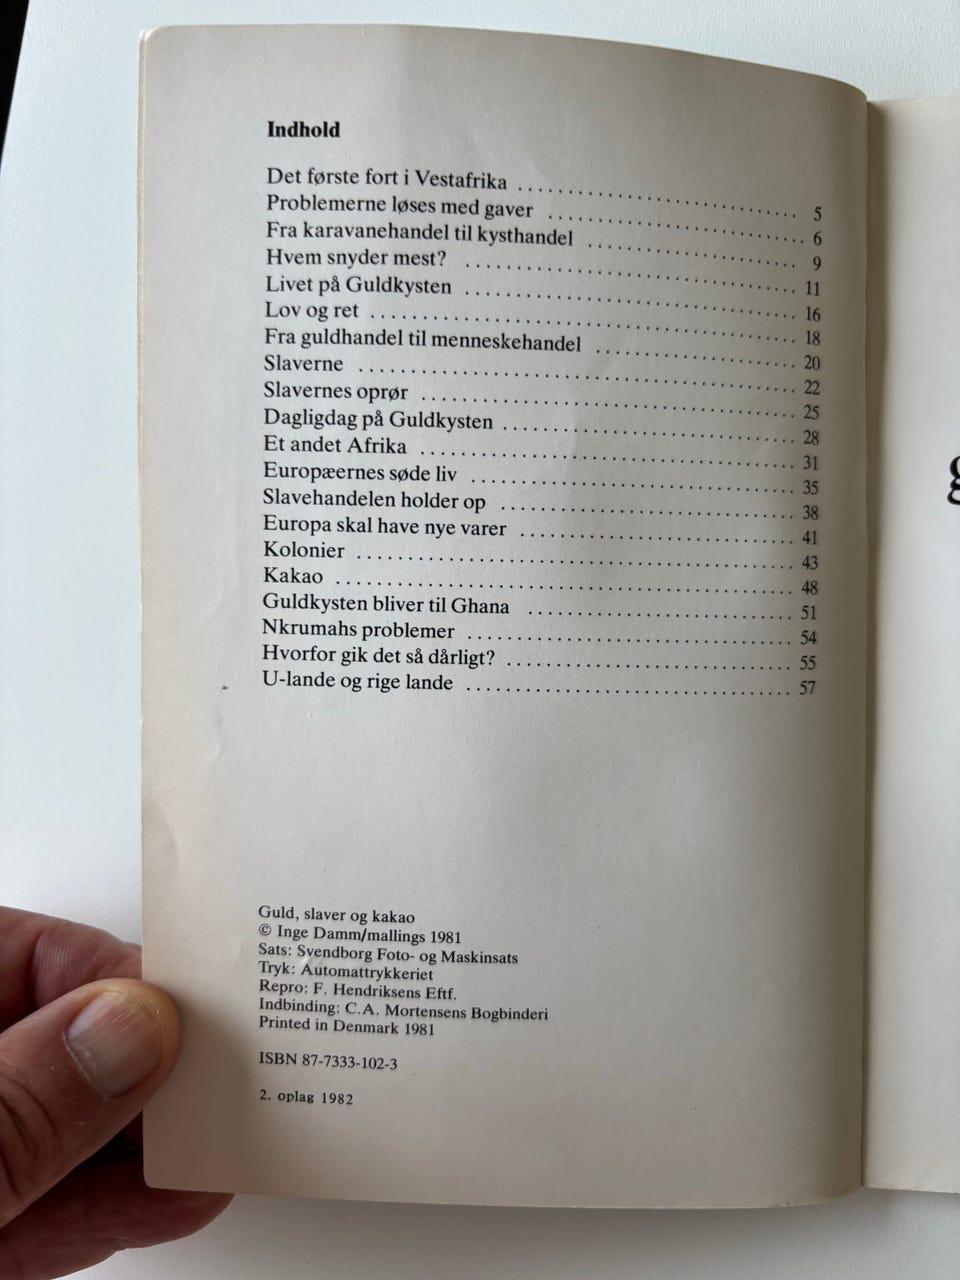 Indhold
Det første fort i Vestafrika ........................ 5
Problemerne løses med gaver ........................ 6
Fra karavanehandel til kysthandel ........................ 9
Hvem snyder mest? ........................ 11
Livet på Guldkysten ........................ 16
Lov og ret ........................ 18
Fra guldhandel til menneskehandel ........................ 20
Slaverne ........................ 22
Slavernes oprør ........................ 25
Dagligdag på Guldkysten ........................ 28
Et andet Afrika ........................ 31
Europæernes søde liv ........................ 35
Slavehandelen holder op ........................ 38
Europa skal have nye varer ........................ 41
Kolonier ........................ 43
Kakao ........................ 48
Guldkysten bliver til Ghana ........................ 51
Nkrumahs problemer ........................ 54
Hvorfor gik det så dårligt? ........................ 55
U-lande og rige lande ........................ 57
Guld, slaver og kakao
© Inge Damm/mallings 1981
Sats: Svendborg Foto- og Maskinsats
Tryk: Automattrykkeriet
Repro: F. Hendriksens Eftf.
Indbinding: C.A. Mortensens Bogbinderi
Printed in Denmark 1981
ISBN 87-7333-102-3
2. oplag 1982